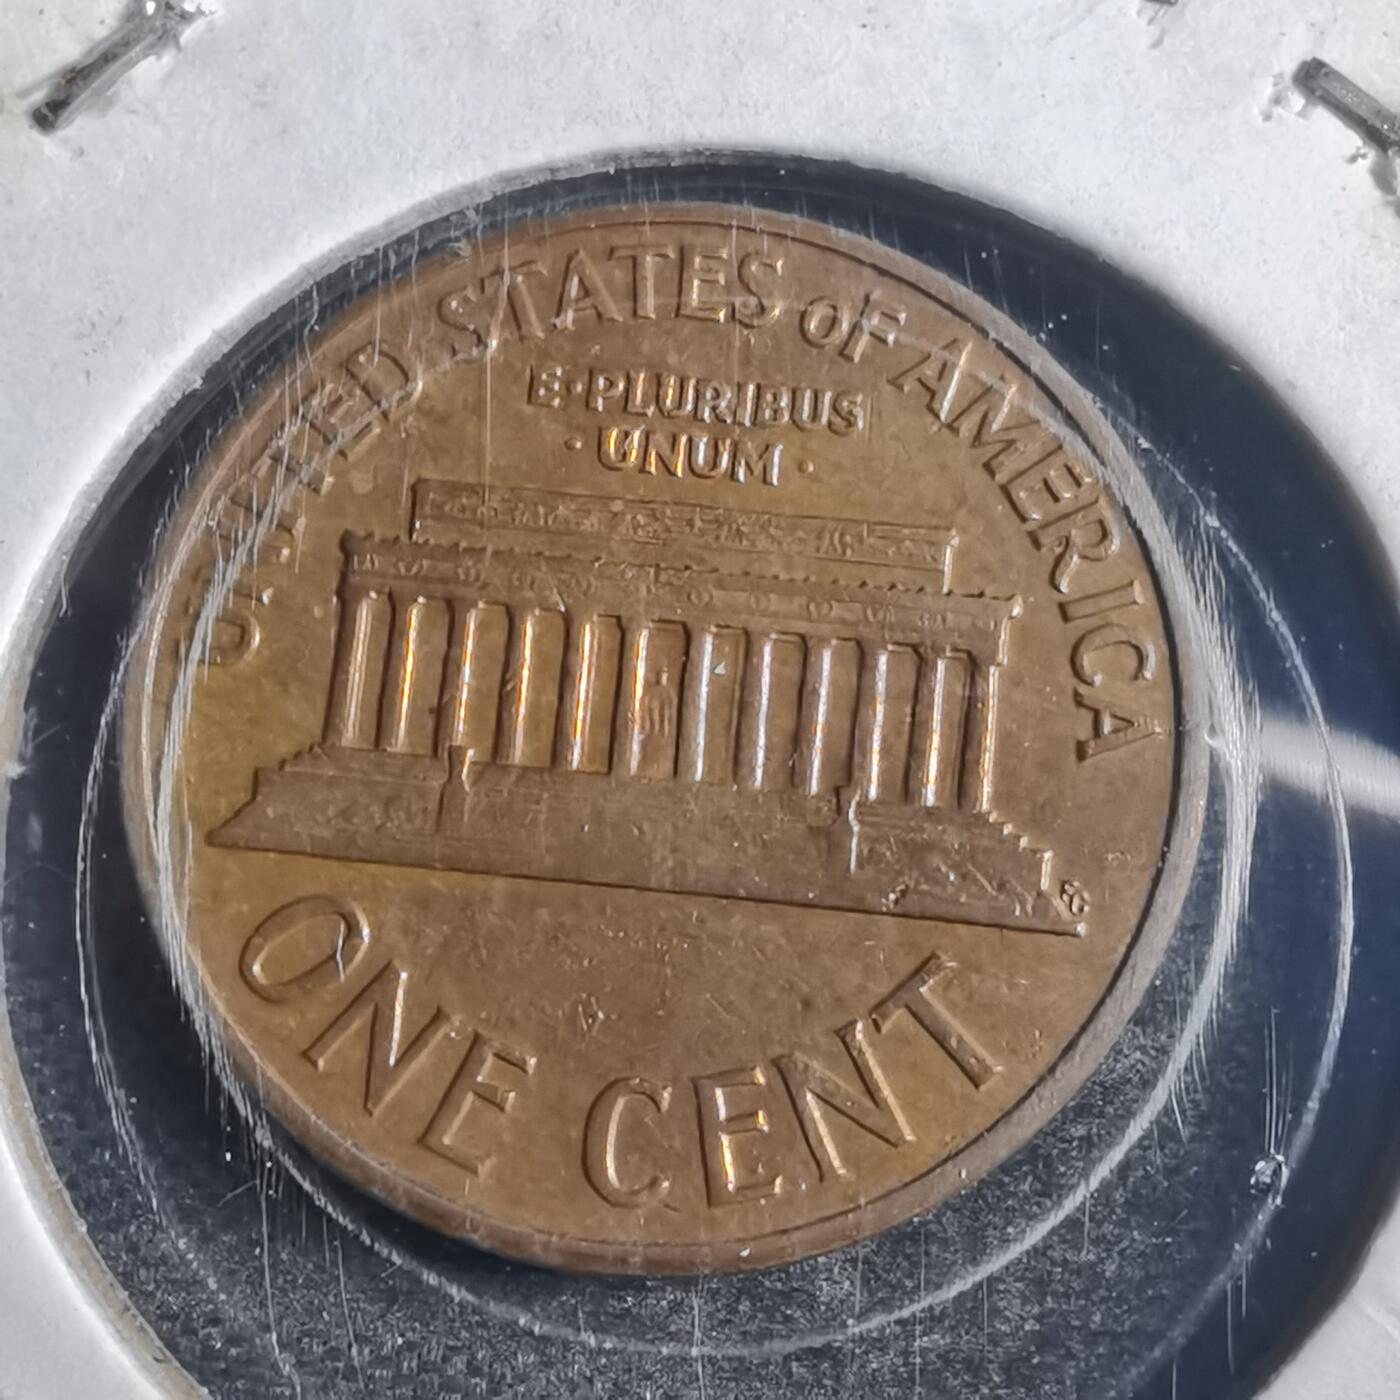 UNITED STATES OF AMERICA
E·PLURIBUS
· UNUM ·
ONE CENT